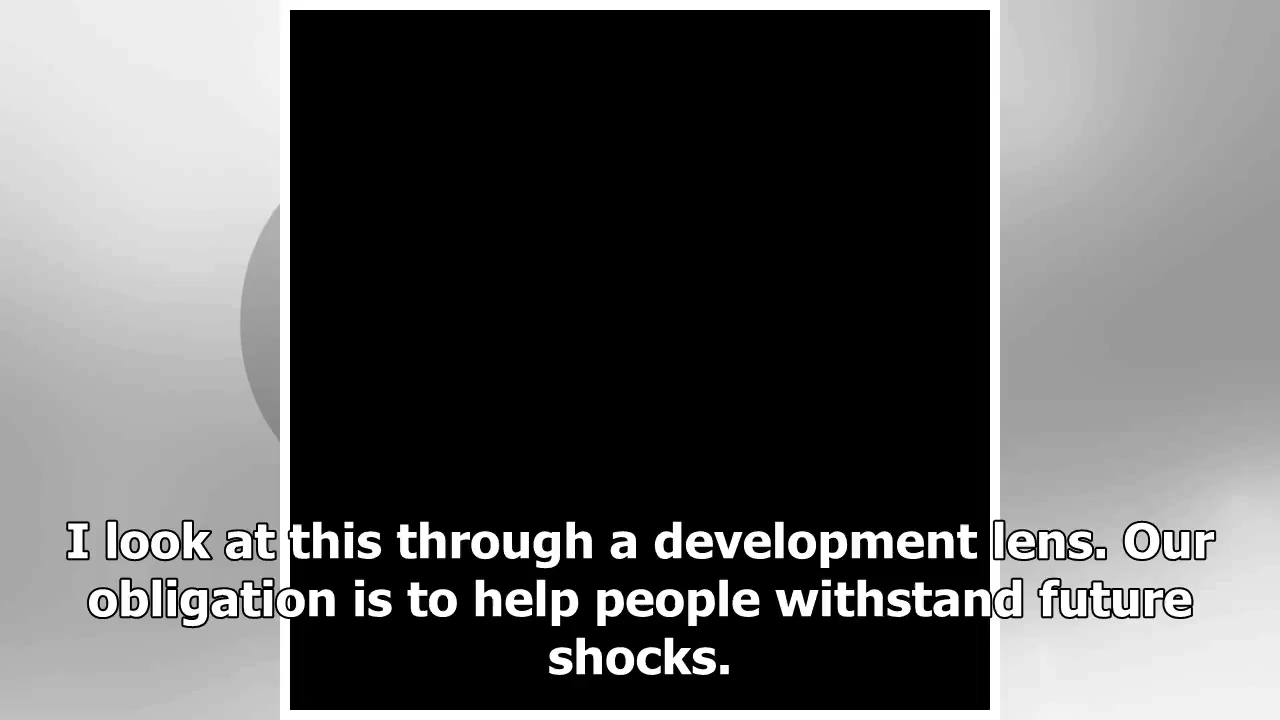 I look at this through a development lens. Our
obligation is to help people withstand future
shocks.